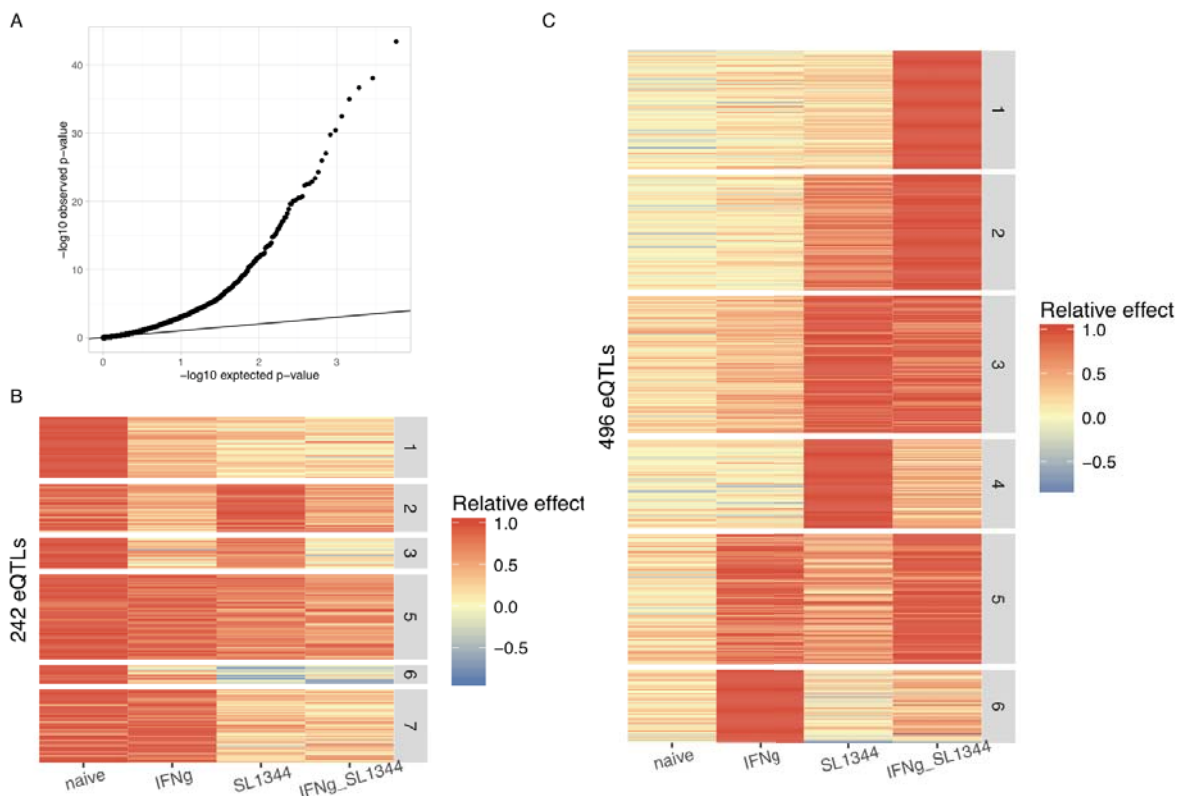 A
40
30
20
10
0
-log10 observed p-value
0
1
2
3
-log10 exptected p-value
B
242 eQTLs
1
2
3
5
6
7
naive
IFNg
SL1344
IFNg_SL1344
Relative effect
1.0
0.5
0.0
-0.5
C
496 eQTLs
1
2
3
4
5
6
naive
IFNg
SL1344
IFNg_SL1344
Relative effect
1.0
0.5
0.0
-0.5